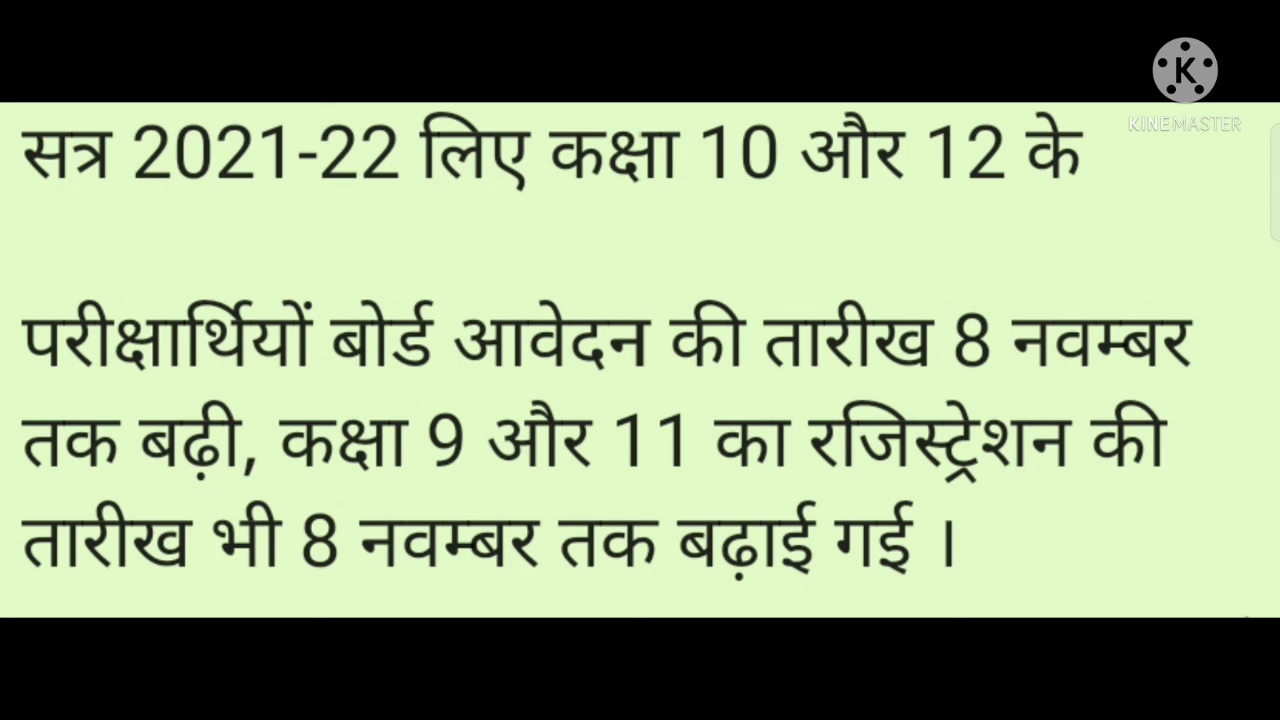 K
KINEMASTER
सत्र 2021-22 लिए कक्षा 10 और 12 के
परीक्षार्थियों बोर्ड आवेदन की तारीख 8 नवम्बर
तक बढ़ी, कक्षा 9 और 11 का रजिस्ट्रेशन की
तारीख भी 8 नवम्बर तक बढ़ाई गई ।